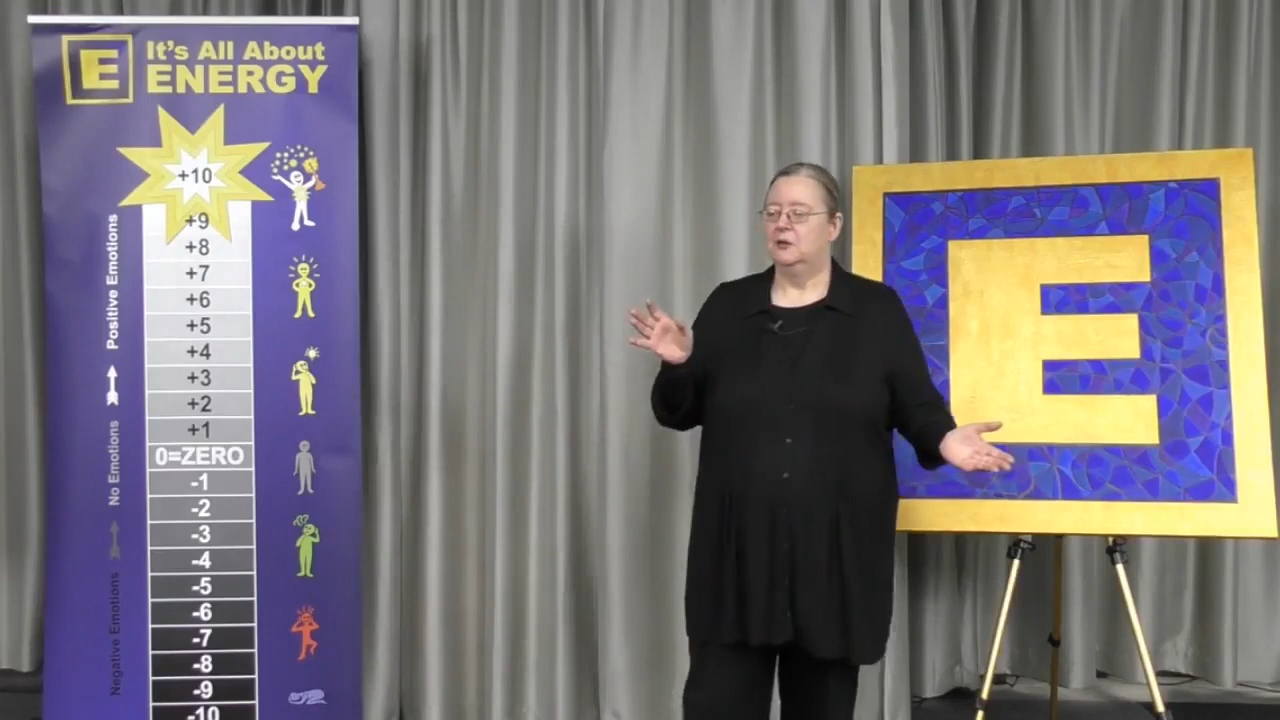 E It's All About
ENERGY
+10
+9
+8
+7
+6
+5
+4
+3
+2
+1
0=ZERO
-1
-2
-3
-4
-5
-6
-7
-8
-9
-10
Positive Emotions
No Emotions
Negative Emotions
E